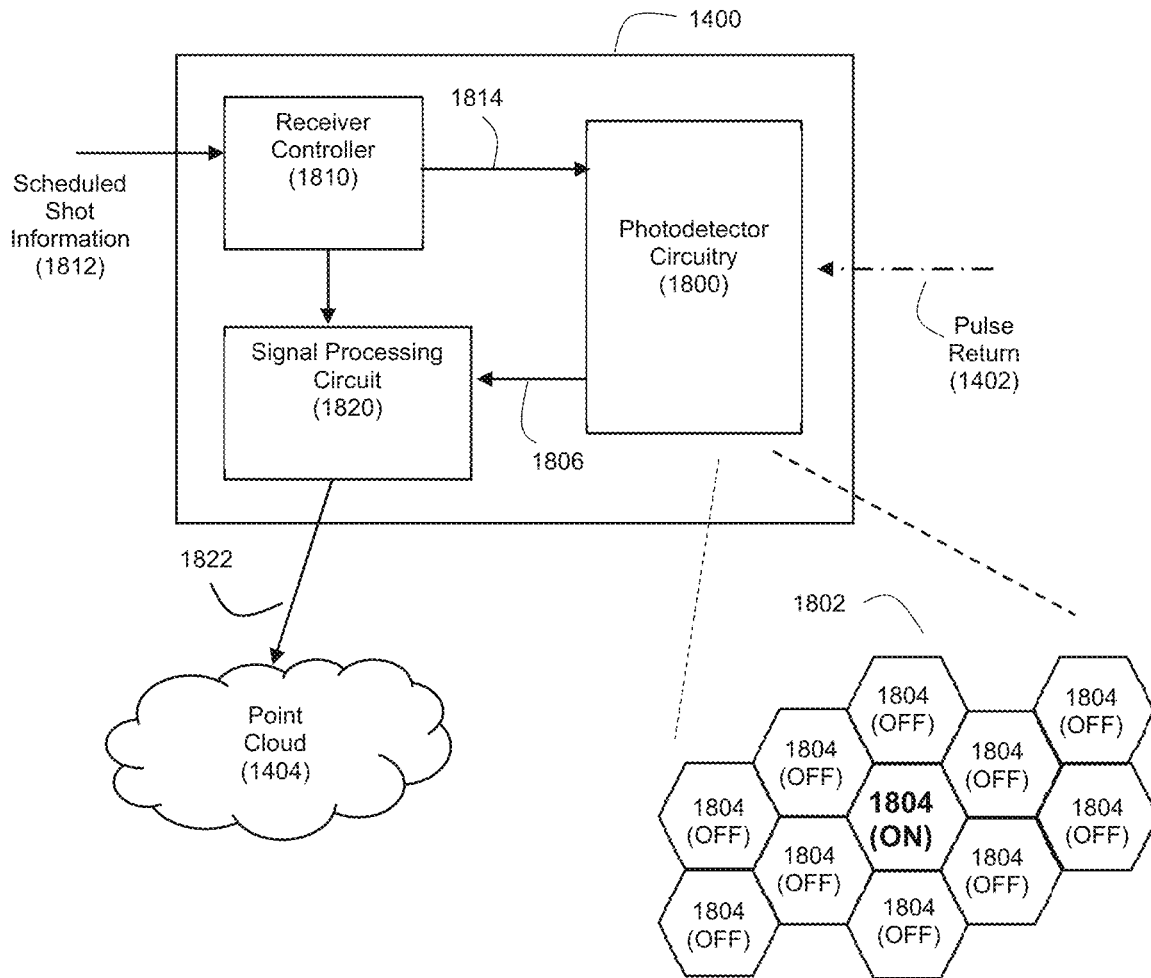 1400
Receiver
Controller
(1810)
1814
Scheduled
Shot
Information
(1812)
Photodetector
Circuitry
(1800)
Pulse
Return
(1402)
Signal Processing
Circuit
(1820)
1806
1822
Point
Cloud
(1404)
1802
1804
(OFF)
1804
(OFF)
1804
(OFF)
1804
(OFF)
1804
(OFF)
1804
(ON)
1804
(OFF)
1804
(OFF)
1804
(OFF)
1804
(OFF)
1804
(OFF)